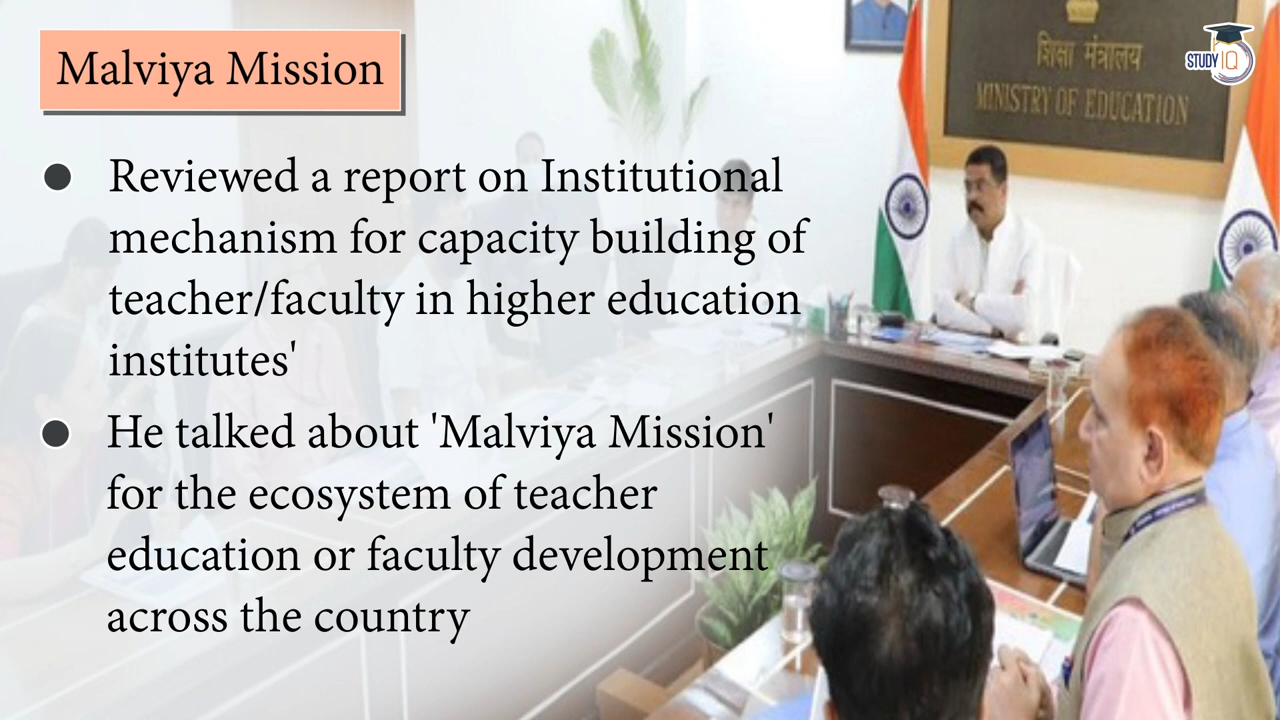 Malviya Mission
शिक्षा मंत्रालय
MINISTRY OF EDUCATION
STUDY IQ
● Reviewed a report on Institutional
mechanism for capacity building of
teacher/faculty in higher education
institutes'
● He talked about 'Malviya Mission'
for the ecosystem of teacher
education or faculty development
across the country